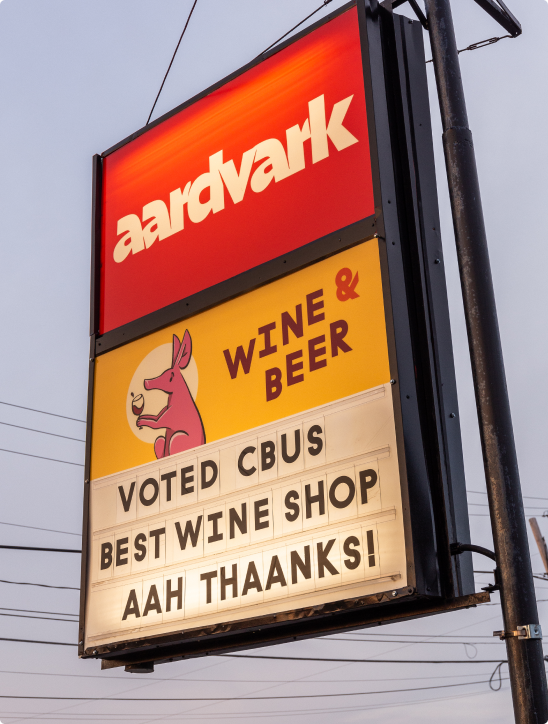 aardvark
WINE &
BEER
VOTED CBUS
BEST WINE SHOP
AAH THAANKS!